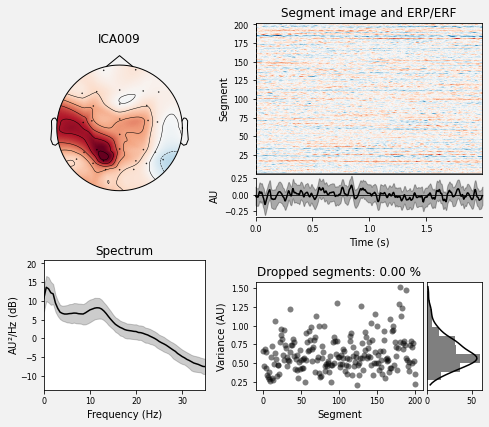 ICA009
Segment image and ERP/ERF
Segment
200
175
150
125
100
75
50
25
AU
0.25
0.00
−0.25
0.0 0.5 1.0 1.5
Time (s)
Spectrum
AU²/Hz (dB)
20
15
10
5
0
−5
−10
0 10 20 30
Frequency (Hz)
Dropped segments: 0.00 %
Variance (AU)
1.50
1.25
1.00
0.75
0.50
0.25
0 50 100 150 200
Segment
0 50